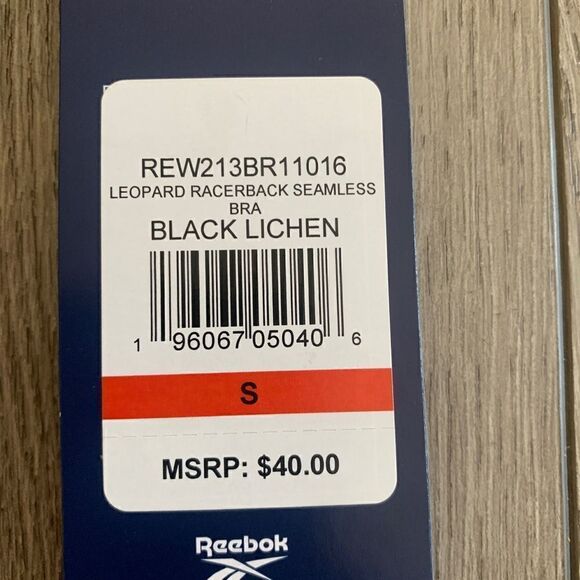 REW213BR11016
LEOPARD RACERBACK SEAMLESS
BRA
BLACK LICHEN
1 96067 05040 6
S
MSRP: $40.00
Reebok